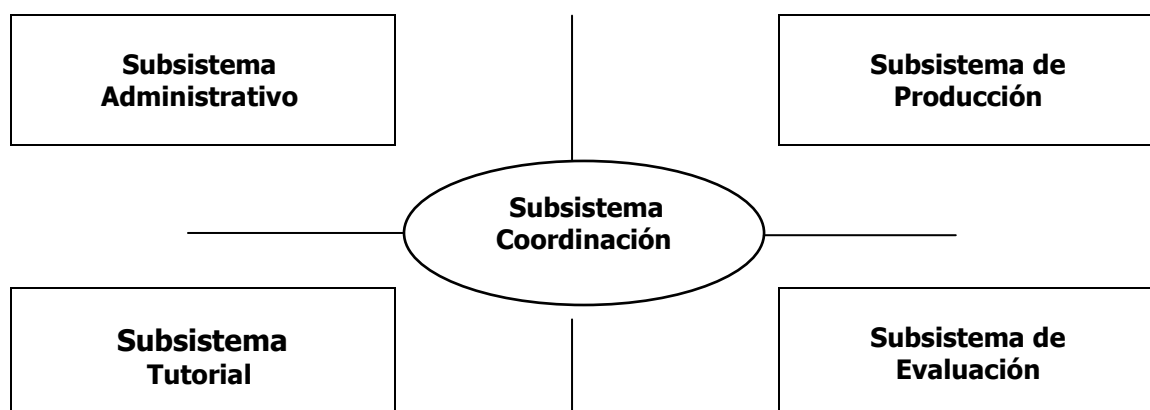 Subsistema
Administrativo
Subsistema de
Producción
Subsistema
Coordinación
Subsistema
Tutorial
Subsistema de
Evaluación